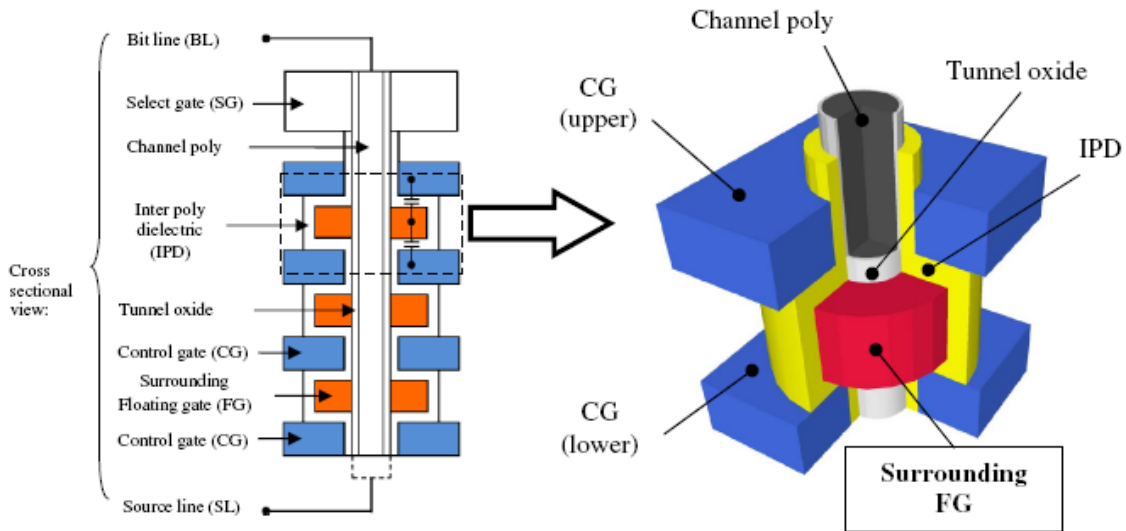 Cross
sectional
view:
Bit line (BL)
Select gate (SG)
Channel poly
Inter poly
dielectric
(IPD)
Tunnel oxide
Control gate (CG)
Surrounding
Floating gate (FG)
Control gate (CG)
Source line (SL)
Channel poly
Tunnel oxide
CG
(upper)
IPD
CG
(lower)
Surrounding
FG